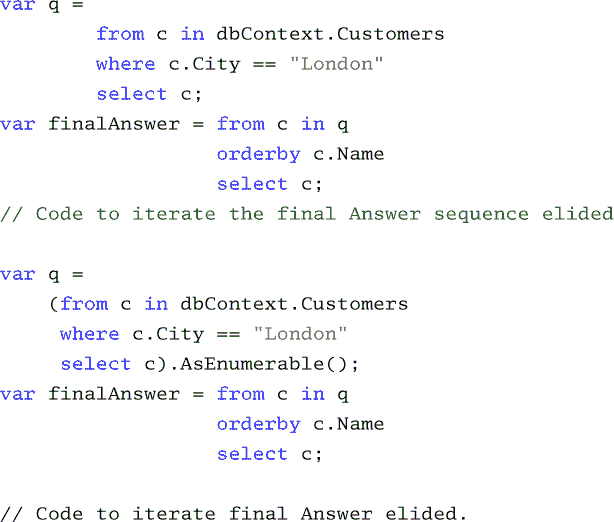 var q =
from c in dbContext.Customers
where c.City == "London"
select c;
var finalAnswer = from c in q
orderby c.Name
select c;
// Code to iterate the final Answer sequence elided
var q =
(from c in dbContext.Customers
where c.City == "London"
select c).AsEnumerable();
var finalAnswer = from c in q
orderby c.Name
select c;
// Code to iterate final Answer elided.